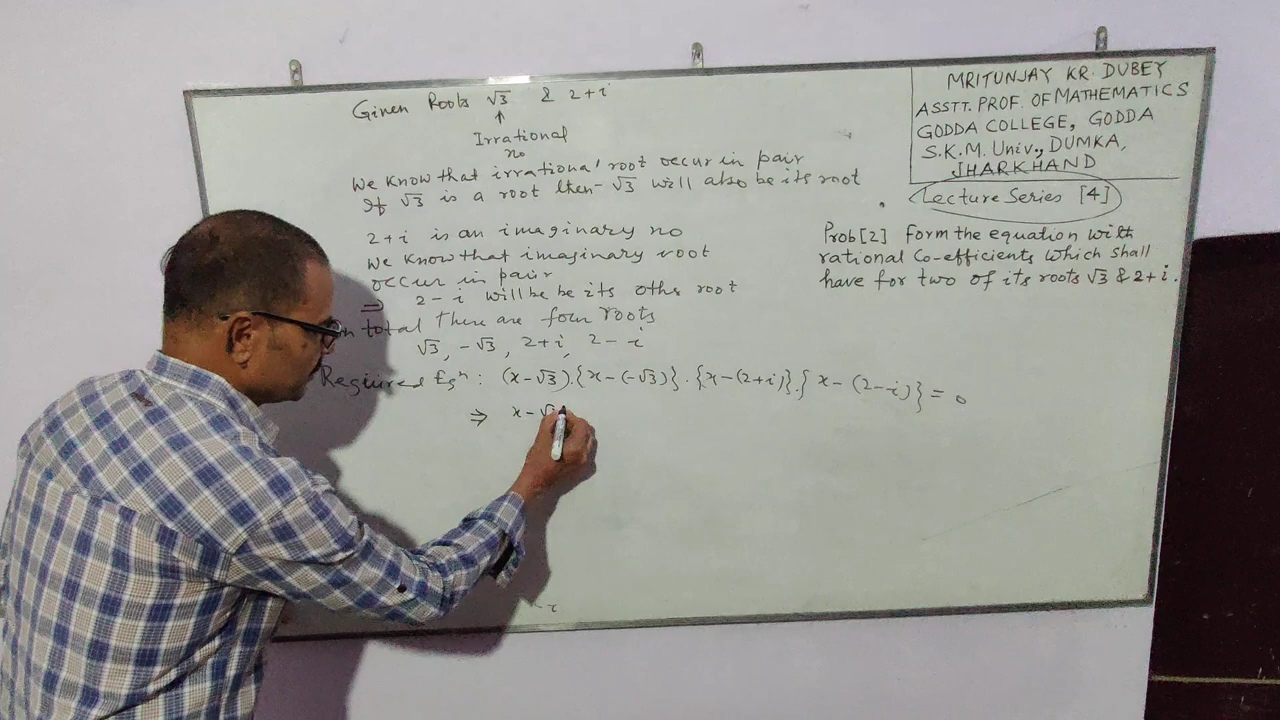 Given Roots √3 & 2+i
↑
Irrational
no
We know that irrational root occur in pair
If √3 is a root then -√3 will also be its root
2+i is an imaginary no
We know that imaginary root
occur in pair
⇒ 2-i will be be its othe root
In total there are four roots
√3, -√3, 2+i, 2-i
Reqiured Eqⁿ: (x-√3).{x-(-√3)}.{x-(2+i)}.{x-(2-i)} = 0
⇒ x-√3
MRITUNJAY KR. DUBEY
ASSTT. PROF. OF MATHEMATICS
GODDA COLLEGE, GODDA
S.K.M. Univ., DUMKA,
JHARKHAND
Lecture Series [4]
Prob[2] Form the equation with
rational Co-efficients which shall
have for two of its roots √3 & 2+i.